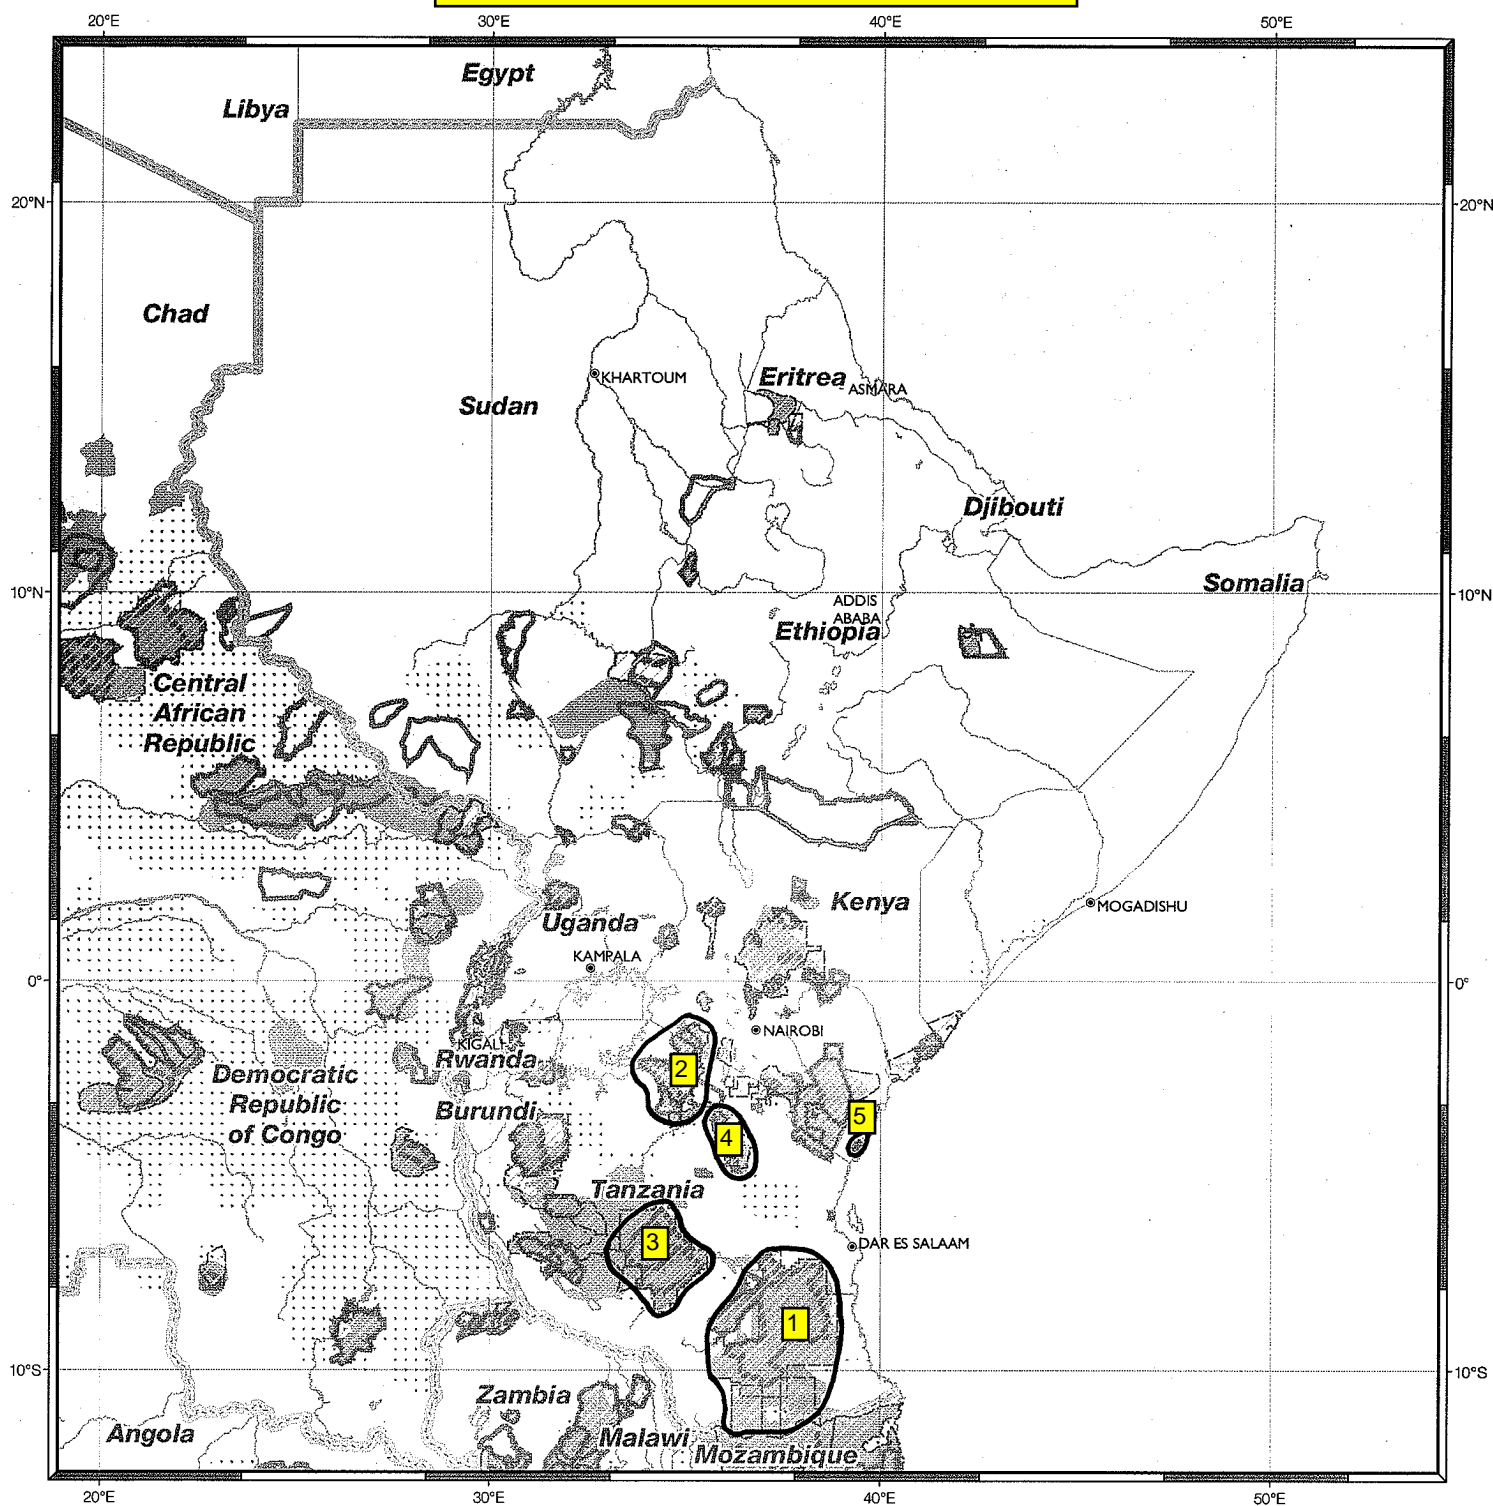 20°E 30°E 40°E 50°E
Egypt
Libya
20°N 20°N
Chad
KHARTOUM
Eritrea
ASMARA
Sudan
Djibouti
Somalia
10°N 10°N
ADDIS
ABABA
Ethiopia
Central
African
Republic
Kenya
MOGADISHU
Uganda
KAMPALA
0° 0°
NAIROBI
KIGALI
Rwanda
2
Democratic
Republic
of Congo
Burundi
5
4
Tanzania
3
DAR ES SALAAM
1
10°S 10°S
Zambia
Angola
Malawi
Mozambique
20°E 30°E 40°E 50°E